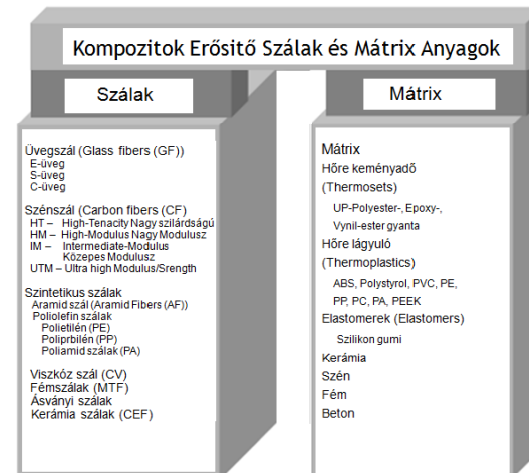 Kompozitok Erősitő Szálak és Mátrix Anyagok
Szálak
Üvegszál (Glass fibers (GF))
E-üveg
S-üveg
C-üveg
Szénszál (Carbon fibers (CF)
HT – High-Tenacity Nagy szilárdságú
HM – High-Modulus Nagy Modulusz
IM – Intermediate-Modulus
Közepes Modulusz
UTM – Ultra high Modulus/Srength
Szintetikus szálak
Aramid szál (Aramid Fibers (AF))
Poliolefin szálak
Polietilén (PE)
Poliprbilén (PP)
Poliamid szálak (PA)
Viszkóz szál (CV)
Fémszálak (MTF)
Ásványi szálak
Kerámia szálak (CEF)
Mátrix
Mátrix
Hőre keményadő
(Thermosets)
UP-Polyester-, Epoxy-,
Vynil-ester gyanta
Hőre lágyuló
(Thermoplastics)
ABS, Polystyrol, PVC, PE,
PP, PC, PA, PEEK
Elastomerek (Elastomers)
Szilikon gumi
Kerámia
Szén
Fém
Beton